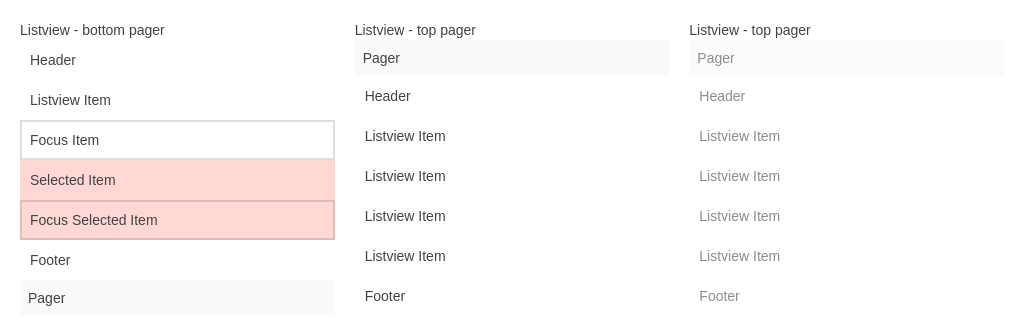 Listview - bottom pager
Header
Listview Item
Focus Item
Selected Item
Focus Selected Item
Footer
Pager
Listview - top pager
Pager
Header
Listview Item
Listview Item
Listview Item
Listview Item
Footer
Listview - top pager
Pager
Header
Listview Item
Listview Item
Listview Item
Listview Item
Footer